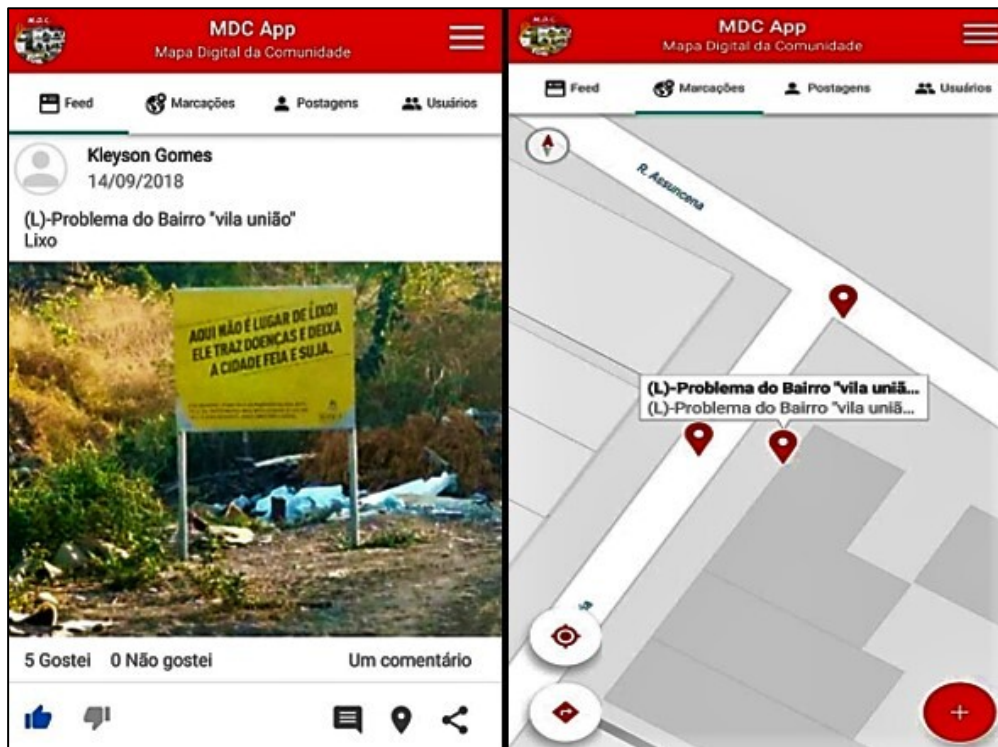 M.D.C.
MDC App
Mapa Digital da Comunidade
Feed
Marcações
Postagens
Usuários
Kleyson Gomes
14/09/2018
(L)-Problema do Bairro "vila união"
Lixo
AQUI NÃO É LUGAR DE LIXO!
ELE TRAZ DOENÇAS E DEIXA
A CIDADE FEIA E SUJA.
5 Gostei 0 Não gostei Um comentário
M.D.C.
MDC App
Mapa Digital da Comunidade
Feed
Marcações
Postagens
Usuários
R. Assuncena
(L)-Problema do Bairro "vila uniã...
(L)-Problema do Bairro "vila uniã...